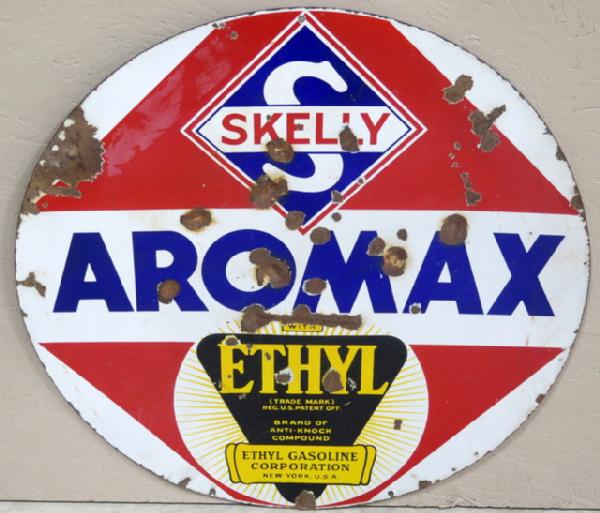 S
SKELLY
AROMAX
WITH
ETHYL
(TRADE MARK)
REG. U.S. PATENT OFF.
BRAND OF
ANTI-KNOCK
COMPOUND
ETHYL GASOLINE
CORPORATION
NEW YORK, U.S.A.